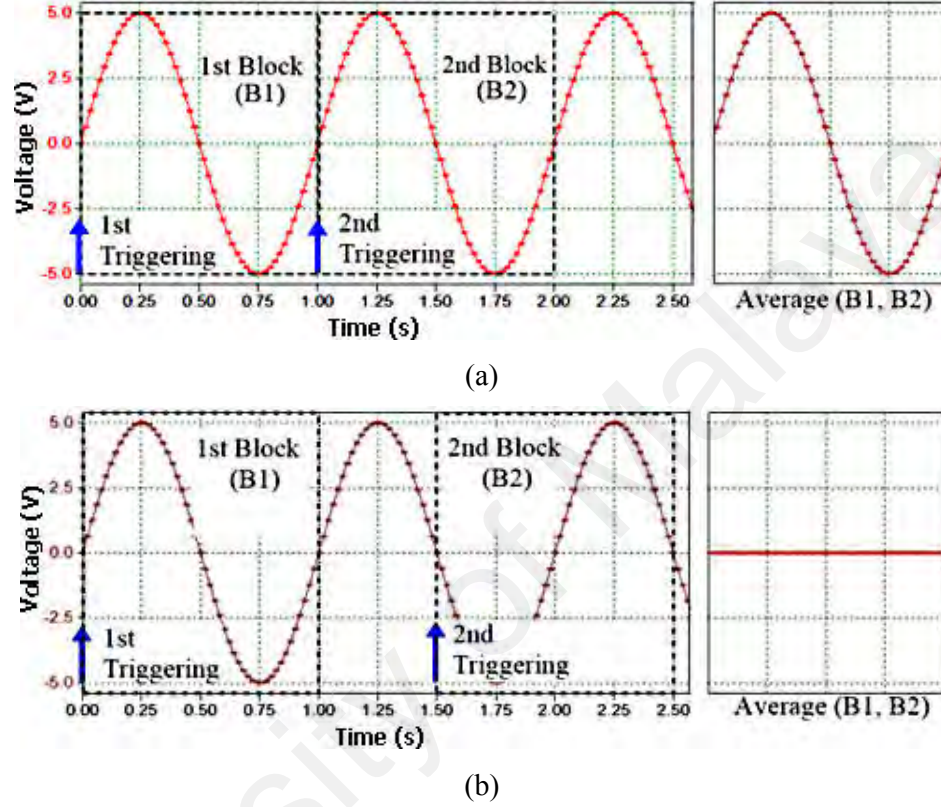 5.0
2.5
0.0
-2.5
-5.0
Voltage (V)
1st Block
(B1)
2nd Block
(B2)
1st
Triggering
2nd
Triggering
0.00 0.25 0.50 0.75 1.00 1.25 1.50 1.75 2.00 2.25 2.50
Time (s)
Average (B1, B2)
(a)
5.0
2.5
0.0
-2.5
-5.0
Voltage (V)
1st Block
(B1)
2nd Block
(B2)
1st
Triggering
2nd
Triggering
0.00 0.25 0.50 0.75 1.00 1.25 1.50 1.75 2.00 2.25 2.50
Time (s)
Average (B1, B2)
(b)
sity of Malaya